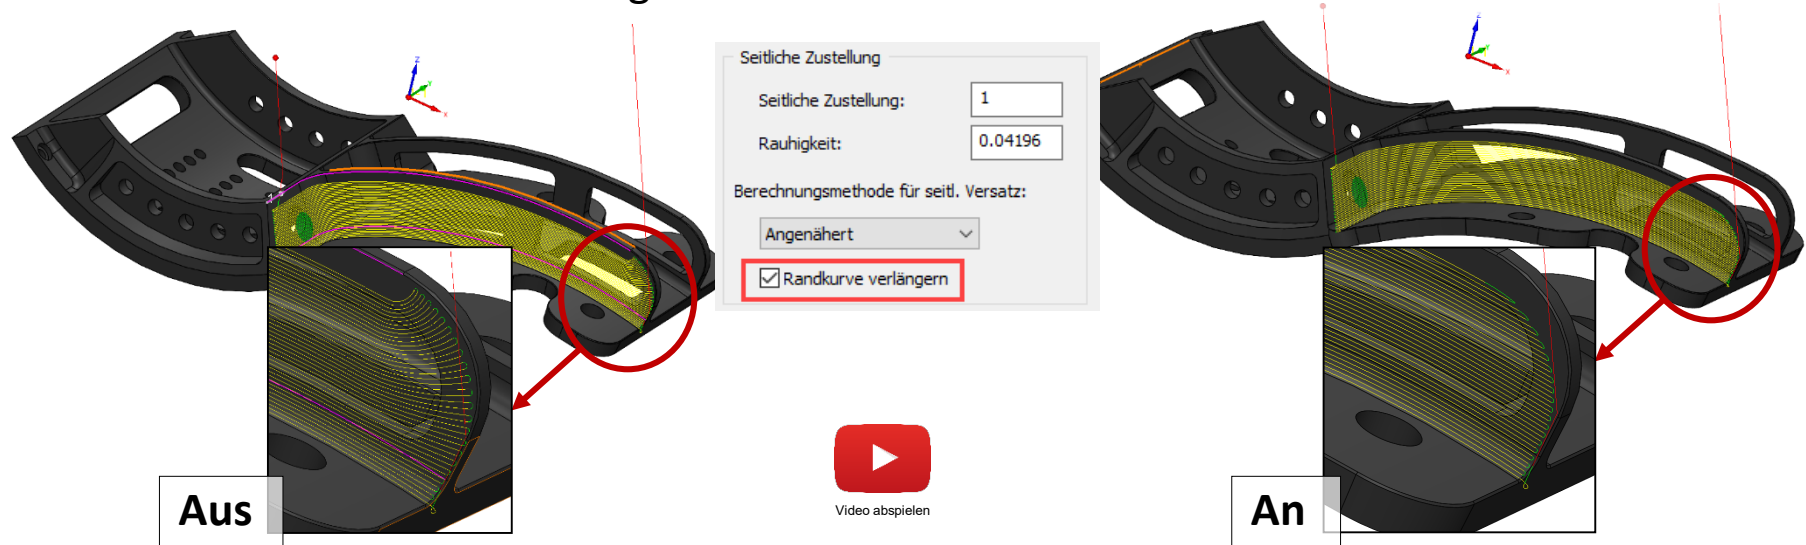 g
Seitliche Zustellung
Seitliche Zustellung: 1
Rauhigkeit: 0.04196
Berechnungsmethode für seitl. Versatz:
Angenähert
Randkurve verlängern
Video abspielen
Aus
An